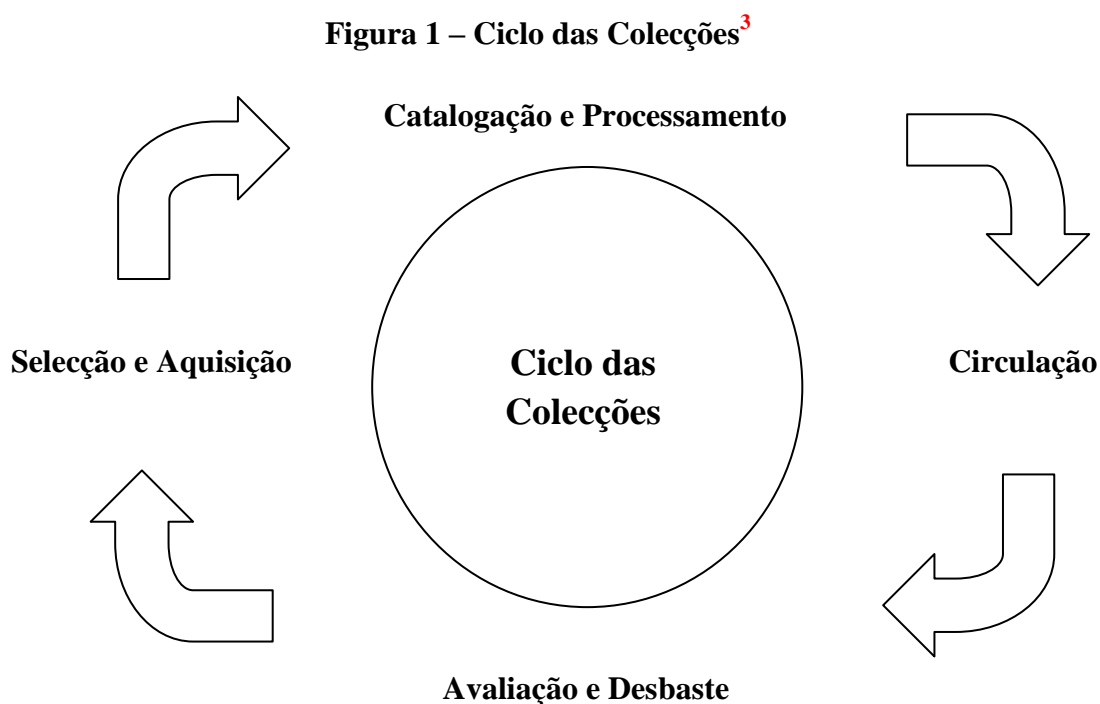 Figura 1 – Ciclo das Colecções3
Catalogação e Processamento
Selecção e Aquisição
Ciclo das
Colecções
Circulação
Avaliação e Desbaste